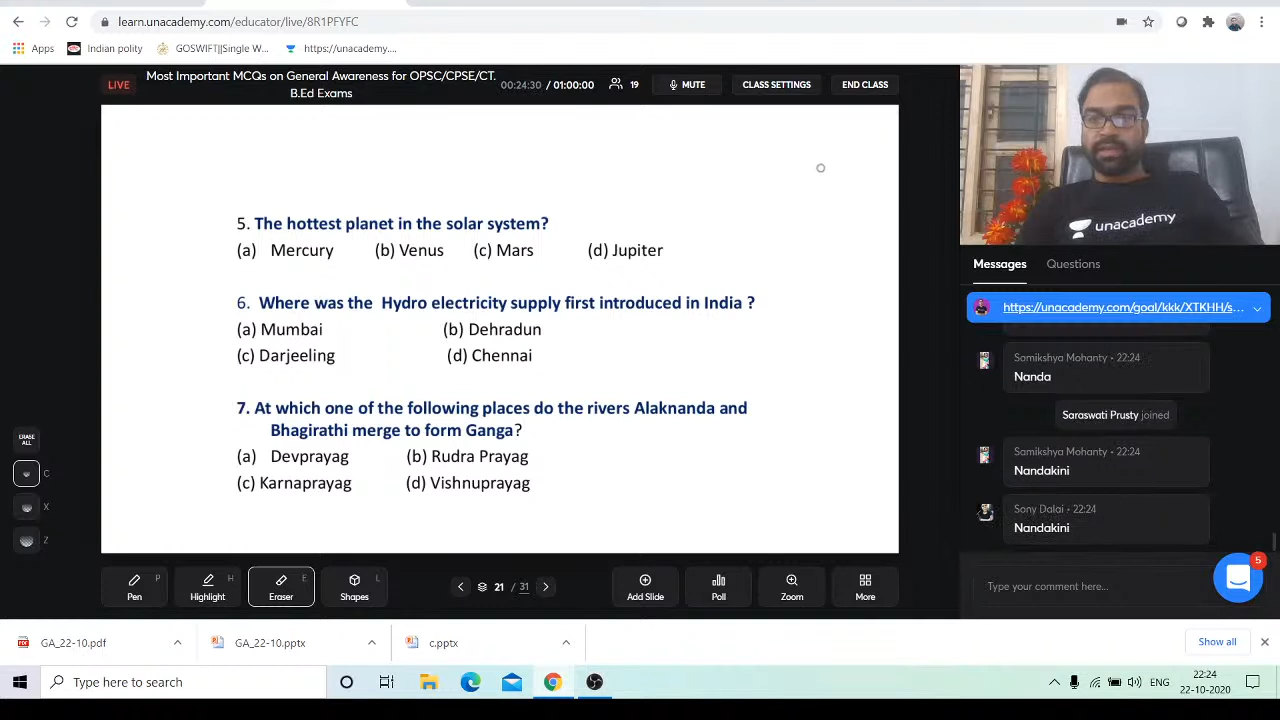 learn.unacademy.com/educator/live/8R1PFYFC
Apps
Indian polity
GOSWIFT||Single W...
https://unacademy....
LIVE
Most Important MCQs on General Awareness for OPSC/CPSE/CT.
B.Ed Exams
00:24:30 / 01:00:00
19
MUTE
CLASS SETTINGS
END CLASS
unacademy
5. The hottest planet in the solar system?
(a) Mercury (b) Venus (c) Mars (d) Jupiter
6. Where was the Hydro electricity supply first introduced in India ?
(a) Mumbai (b) Dehradun
(c) Darjeeling (d) Chennai
7. At which one of the following places do the rivers Alaknanda and
Bhagirathi merge to form Ganga?
(a) Devprayag (b) Rudra Prayag
(c) Karnaprayag (d) Vishnuprayag
ERASE
ALL
C
X
Z
Messages
Questions
https://unacademy.com/goal/kkk/XTKHH/s...
Samikshya Mohanty • 22:24
Nanda
Saraswati Prusty joined
Samikshya Mohanty • 22:24
Nandakini
Sony Dalai • 22:24
Nandakini
Type your comment here...
5
P
Pen
H
Highlight
E
Eraser
L
Shapes
21 / 31
Add Slide
Poll
Zoom
More
GA_22-10.pdf
GA_22-10.pptx
c.pptx
Show all
Type here to search
ENG
22:24
22-10-2020